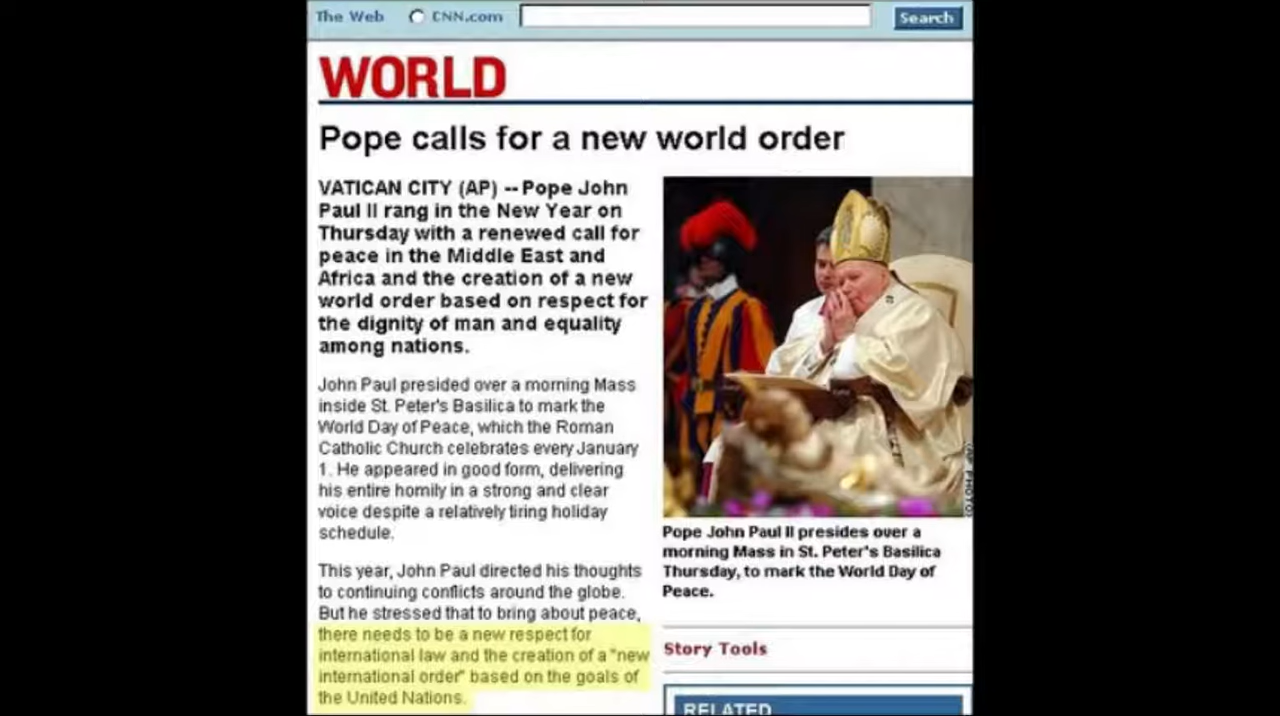 The Web CNN.com Search
WORLD
Pope calls for a new world order
VATICAN CITY (AP) -- Pope John
Paul II rang in the New Year on
Thursday with a renewed call for
peace in the Middle East and
Africa and the creation of a new
world order based on respect for
the dignity of man and equality
among nations.
John Paul presided over a morning Mass
inside St. Peter's Basilica to mark the
World Day of Peace, which the Roman
Catholic Church celebrates every January
1. He appeared in good form, delivering
his entire homily in a strong and clear
voice despite a relatively tiring holiday
schedule.
This year, John Paul directed his thoughts
to continuing conflicts around the globe.
But he stressed that to bring about peace,
there needs to be a new respect for
international law and the creation of a "new
international order" based on the goals of
the United Nations.
(AP PHOTO)
Pope John Paul II presides over a
morning Mass in St. Peter's Basilica
Thursday, to mark the World Day of
Peace.
Story Tools
RELATED